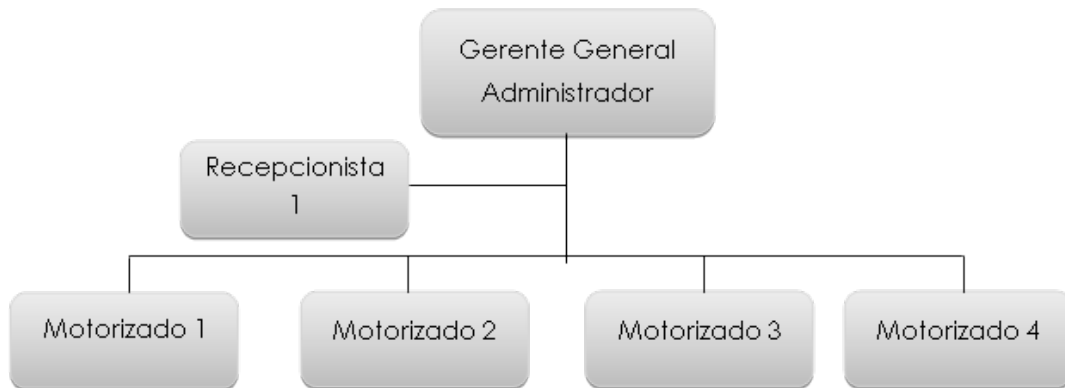 Gerente General
Administrador
Recepcionista
1
Motorizado 1
Motorizado 2
Motorizado 3
Motorizado 4